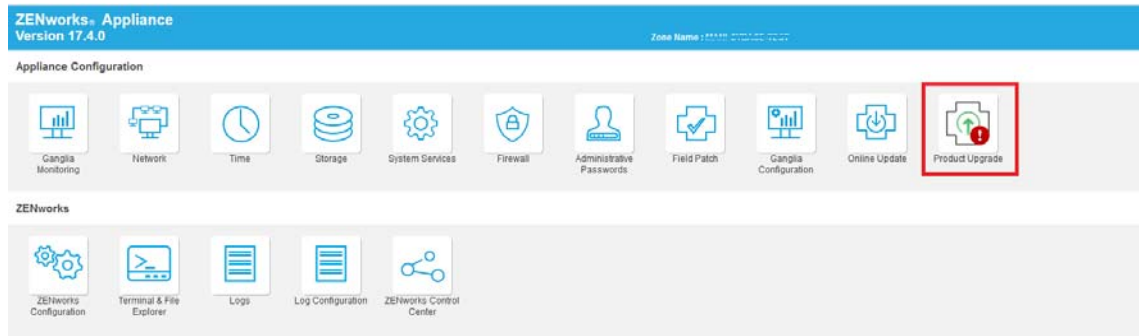 ZENworks® Appliance
Version 17.4.0
Zone Name :
Appliance Configuration
Ganglia
Monitoring
Network
Time
Storage
System Services
Firewall
Administrative
Passwords
Field Patch
Ganglia
Configuration
Online Update
Product Upgrade
ZENworks
ZENworks
Configuration
Terminal & File
Explorer
Logs
Log Configuration
ZENworks Control
Center